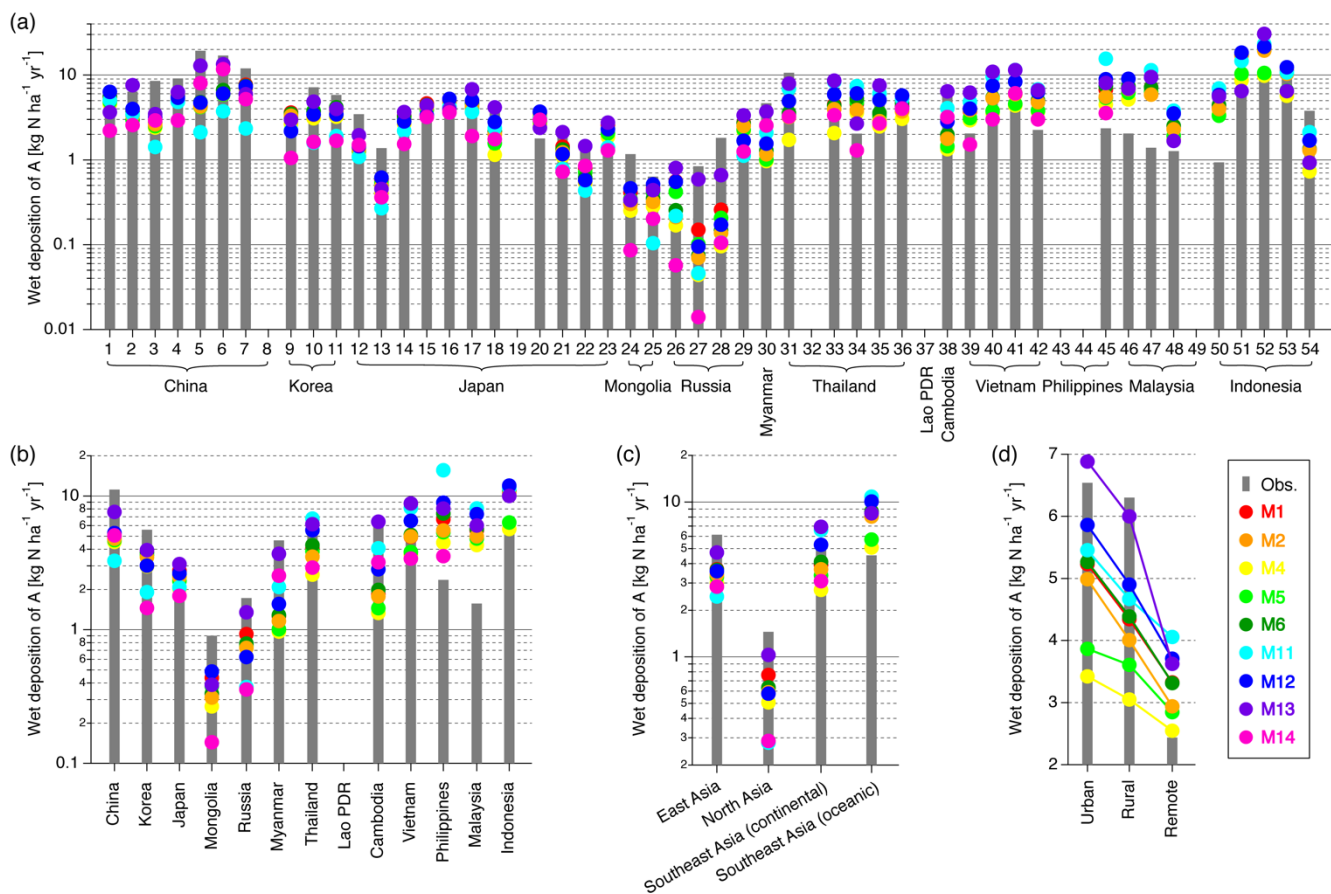 (a)
Wet deposition of A [kg N ha⁻¹ yr⁻¹]
10
1
0.1
0.01
1 2 3 4 5 6 7 8 9 10 11 12 13 14 15 16 17 18 19 20 21 22 23 24 25 26 27 28 29 30 31 32 33 34 35 36 37 38 39 40 41 42 43 44 45 46 47 48 49 50 51 52 53 54
China Korea Japan Mongolia Russia Myanmar Thailand Lao PDR Cambodia Vietnam Philippines Malaysia Indonesia
(b)
Wet deposition of A [kg N ha⁻¹ yr⁻¹]
2
10
8
6
4
2
1
8
6
4
2
0.1
China Korea Japan Mongolia Russia Myanmar Thailand Lao PDR Cambodia Vietnam Philippines Malaysia Indonesia
(c)
Wet deposition of A [kg N ha⁻¹ yr⁻¹]
2
10
6
5
4
3
2
1
6
5
4
3
2
East Asia
North Asia
Southeast Asia (continental)
Southeast Asia (oceanic)
(d)
Wet deposition of A [kg N ha⁻¹ yr⁻¹]
7
6
5
4
3
2
Urban Rural Remote
Obs.
M1
M2
M4
M5
M6
M11
M12
M13
M14